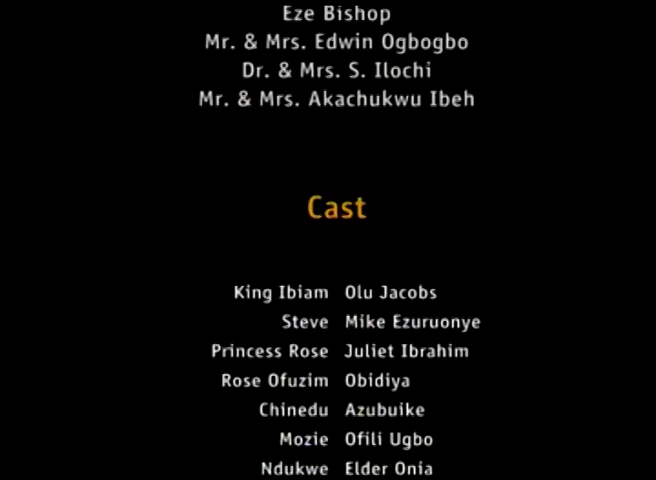 Eze Bishop
Mr. & Mrs. Edwin Ogbogbo
Dr. & Mrs. S. Ilochi
Mr. & Mrs. Akachukwu Ibeh
Cast
King Ibiam Olu Jacobs
Steve Mike Ezuruonye
Princess Rose Juliet Ibrahim
Rose Ofuzim Obidiya
Chinedu Azubuike
Mozie Ofili Ugbo
Ndukwe Elder Onia